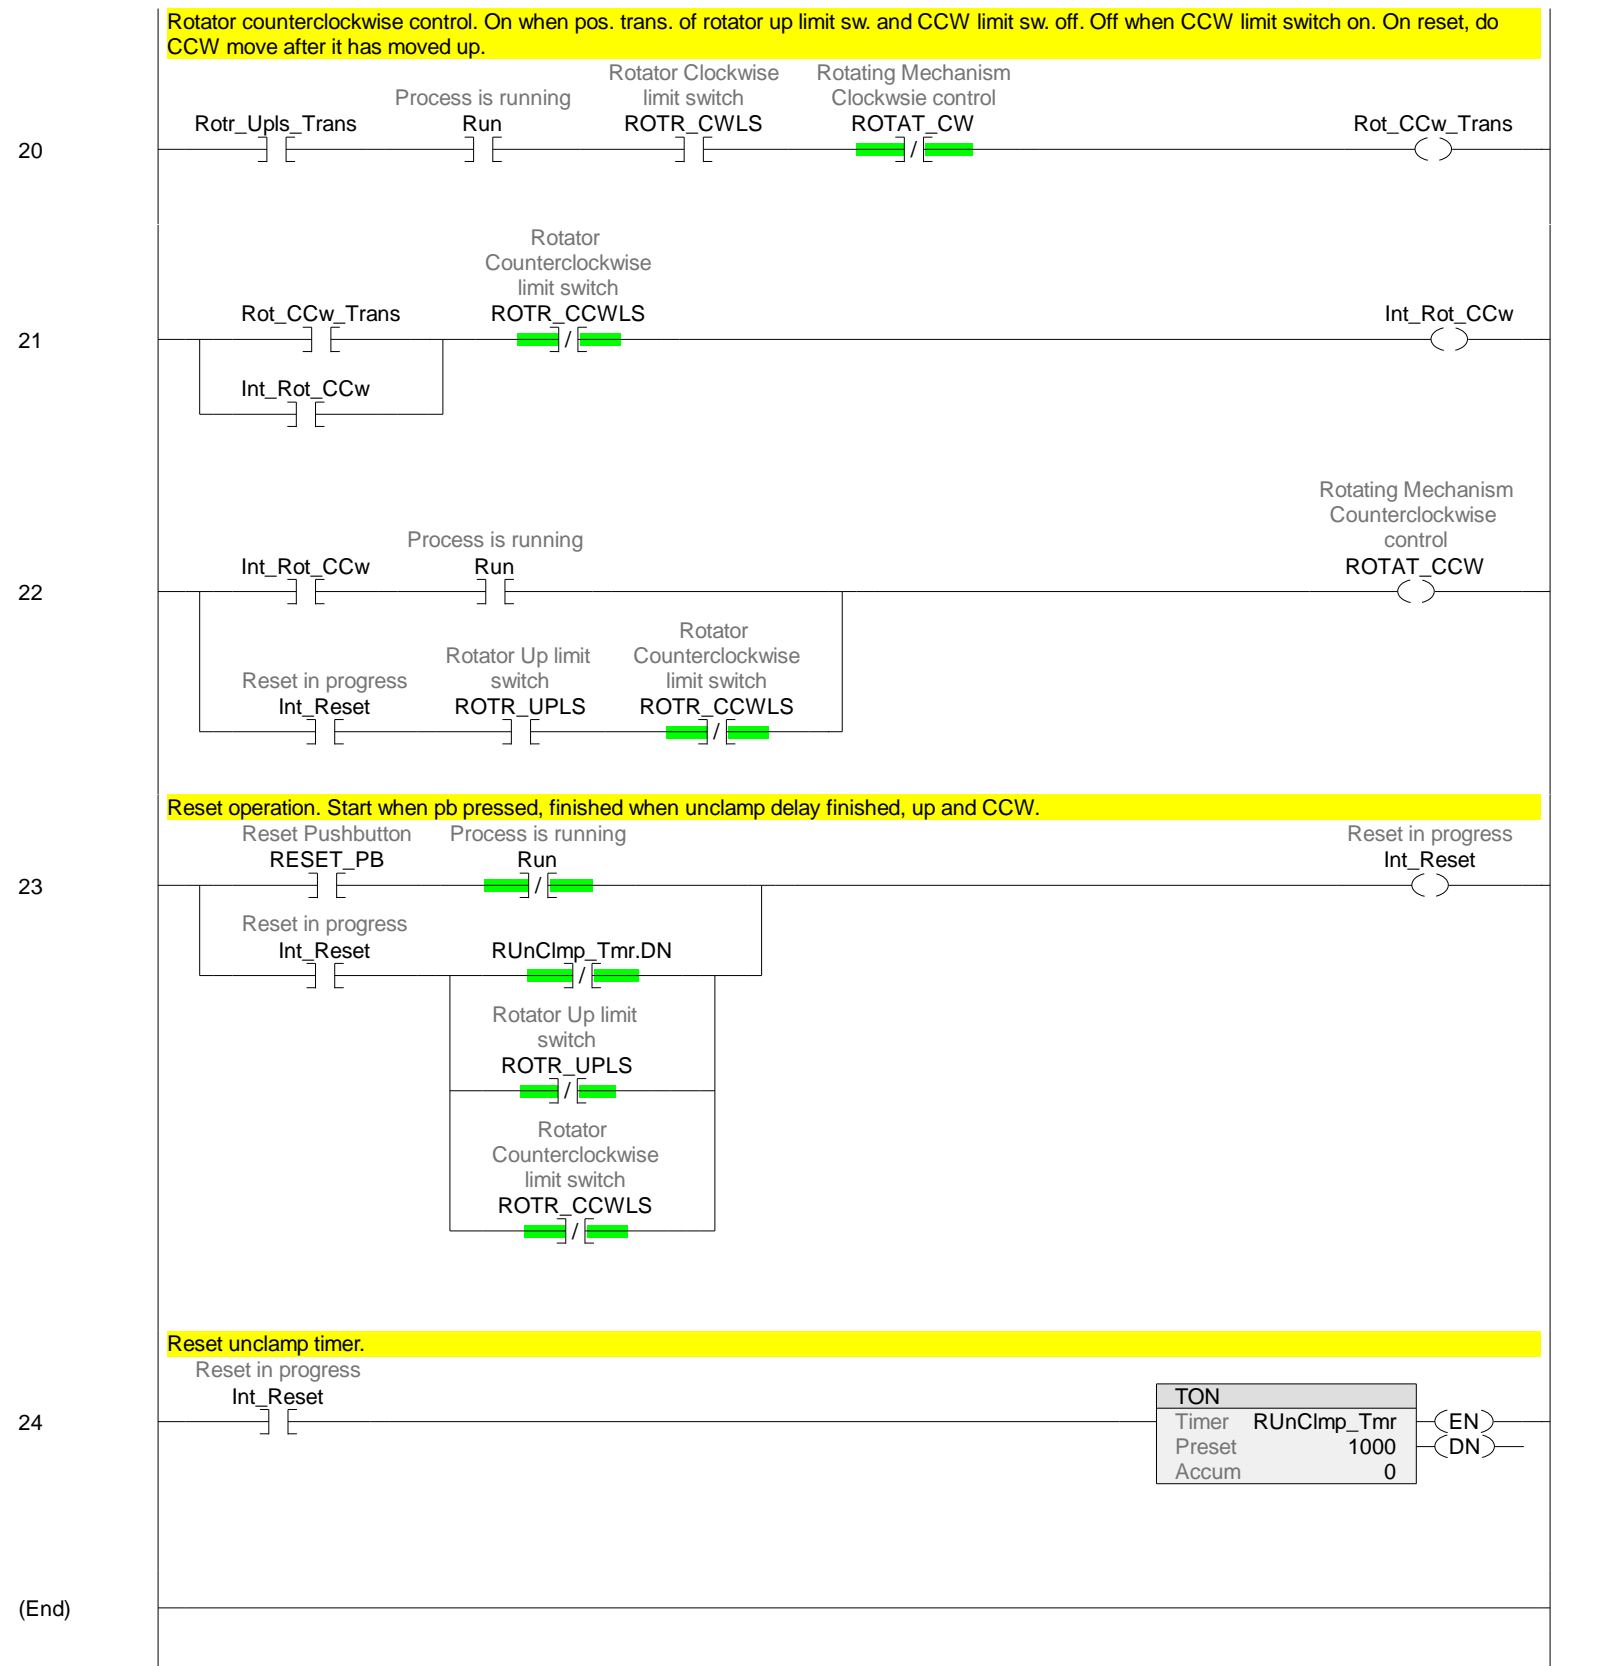 Rotator counterclockwise control. On when pos. trans. of rotator up limit sw. and CCW limit sw. off. Off when CCW limit switch on. On reset, do
CCW move after it has moved up.
Rotator Clockwise
limit switch
Rotating Mechanism
Clockwsie control
Process is running
Rotr_Upls_Trans
Run
ROTR_CWLS
ROTAT_CW
Rot_CCw_Trans
20
/
Rotator
Counterclockwise
limit switch
Rot_CCw_Trans
ROTR_CCWLS
Int_Rot_CCw
21
/
Int_Rot_CCw
Rotating Mechanism
Counterclockwise
control
Process is running
Int_Rot_CCw
Run
ROTAT_CCW
22
Rotator
Counterclockwise
limit switch
Rotator Up limit
switch
Reset in progress
Int_Reset
ROTR_UPLS
ROTR_CCWLS
/
Reset operation. Start when pb pressed, finished when unclamp delay finished, up and CCW.
Reset Pushbutton
Process is running
Reset in progress
RESET_PB
Run
Int_Reset
23
/
Reset in progress
Int_Reset
RUnClmp_Tmr.DN
/
Rotator Up limit
switch
ROTR_UPLS
/
Rotator
Counterclockwise
limit switch
ROTR_CCWLS
/
Reset unclamp timer.
Reset in progress
Int_Reset
24
TON
Timer RUnClmp_Tmr
Preset 1000
Accum 0
EN
DN
(End)